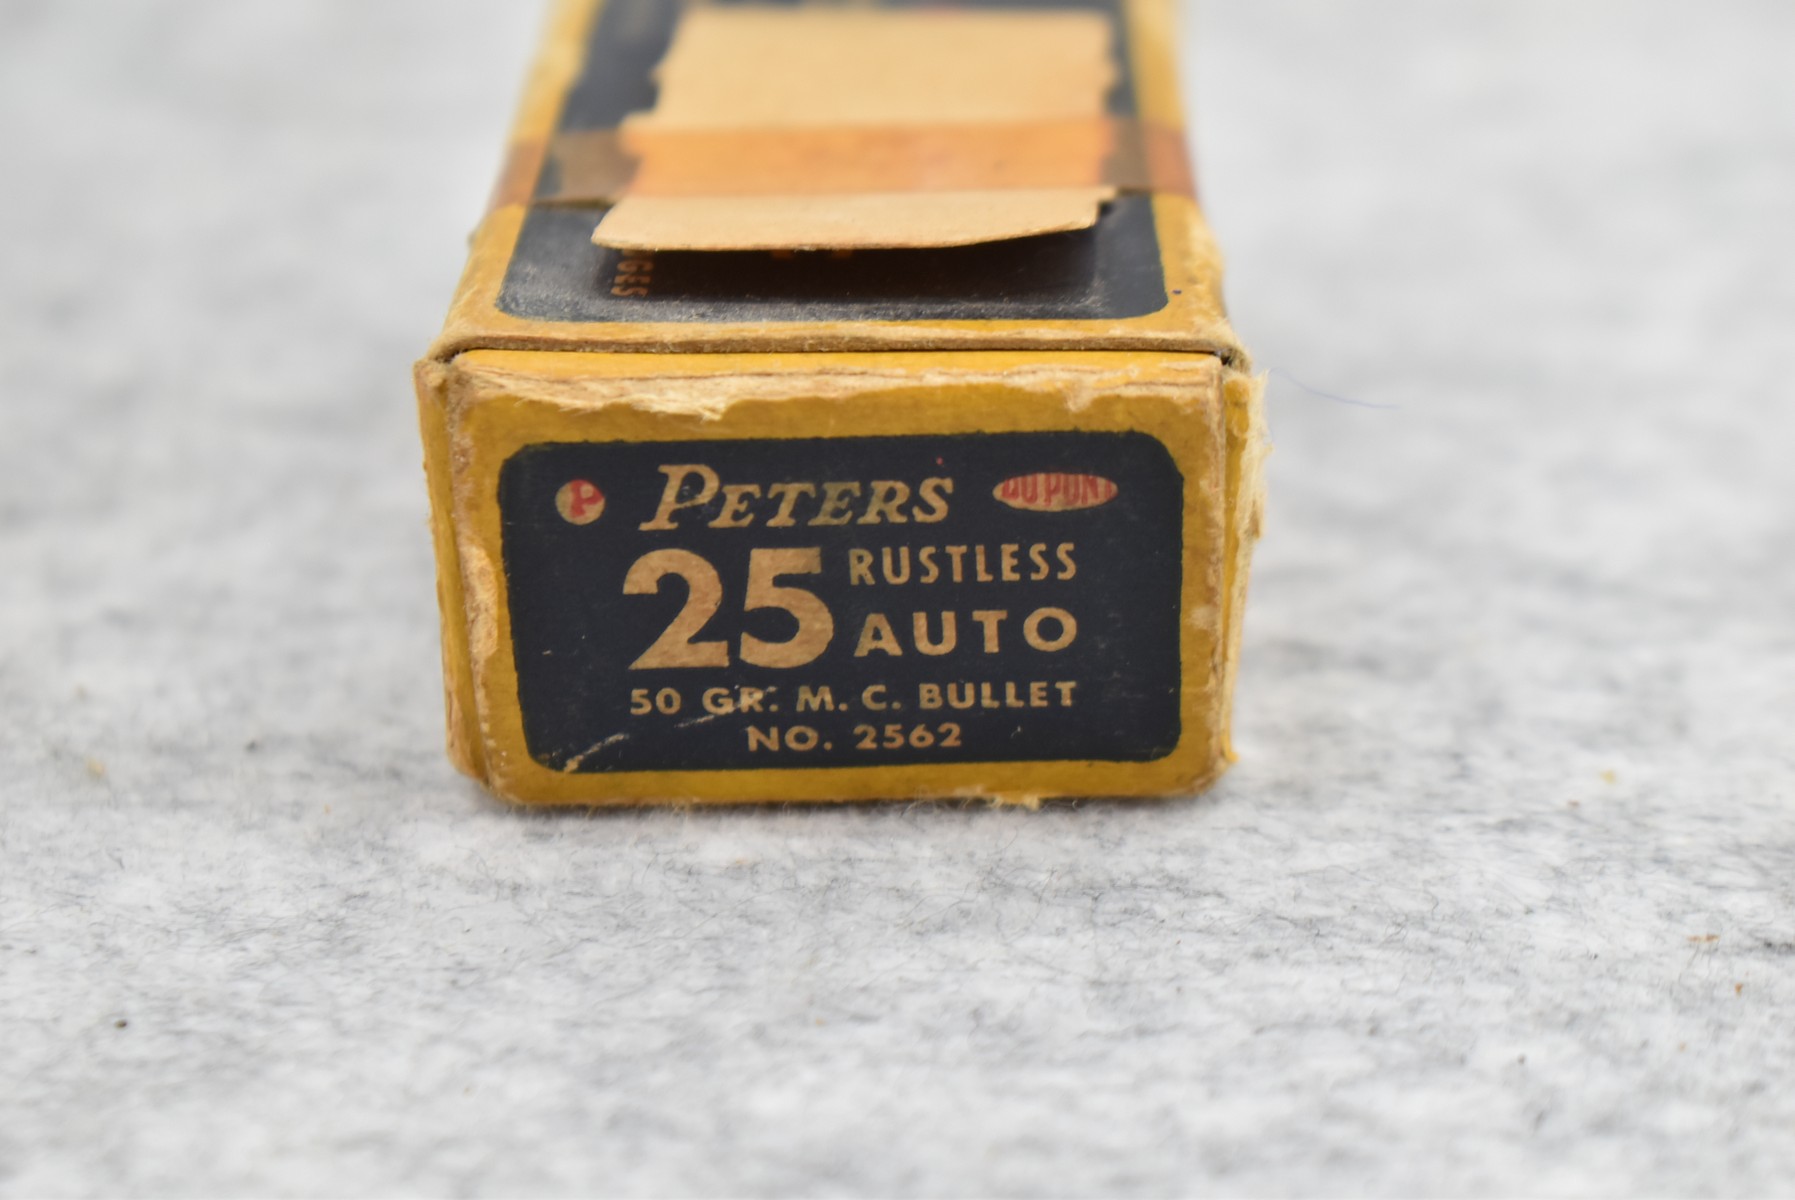 P PETERS DU PONT
25 RUSTLESS
AUTO
50 GR. M. C. BULLET
NO. 2562